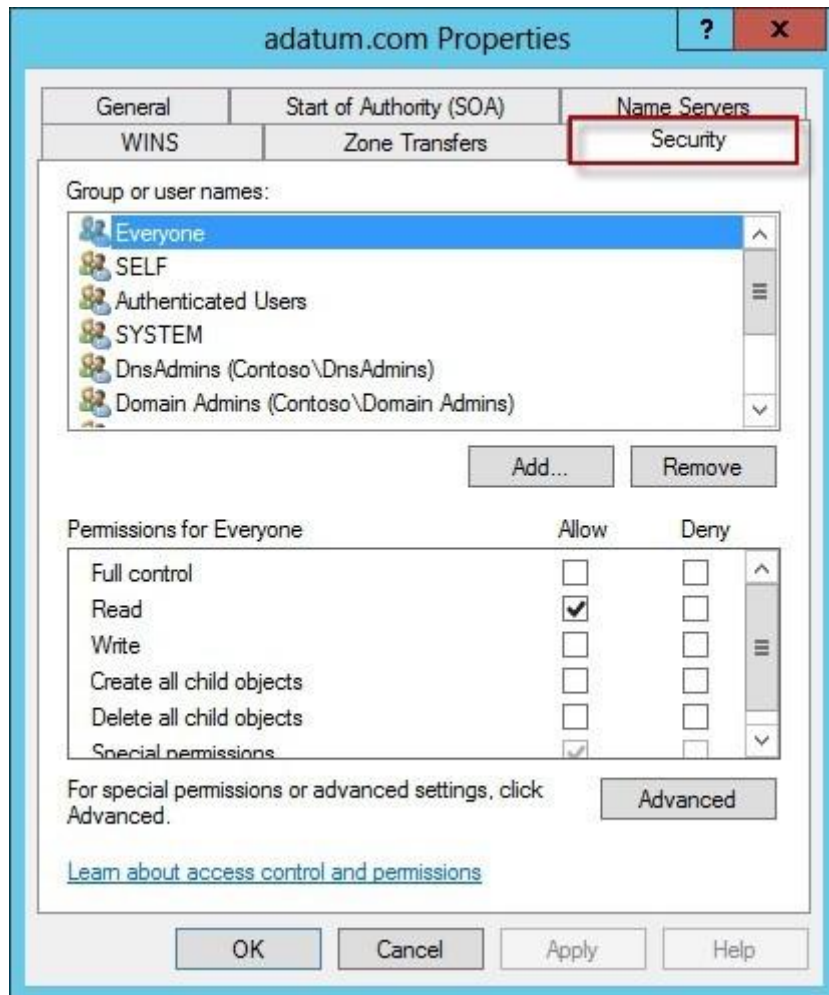 adatum.com Properties
?
x
General
Start of Authority (SOA)
Name Servers
WINS
Zone Transfers
Security
Group or user names:
Everyone
SELF
Authenticated Users
SYSTEM
DnsAdmins (Contoso\DnsAdmins)
Domain Admins (Contoso\Domain Admins)
Add...
Remove
Permissions for Everyone
Allow
Deny
Full control
Read
Write
Create all child objects
Delete all child objects
Special permissions
For special permissions or advanced settings, click
Advanced.
Advanced
Learn about access control and permissions
OK
Cancel
Apply
Help